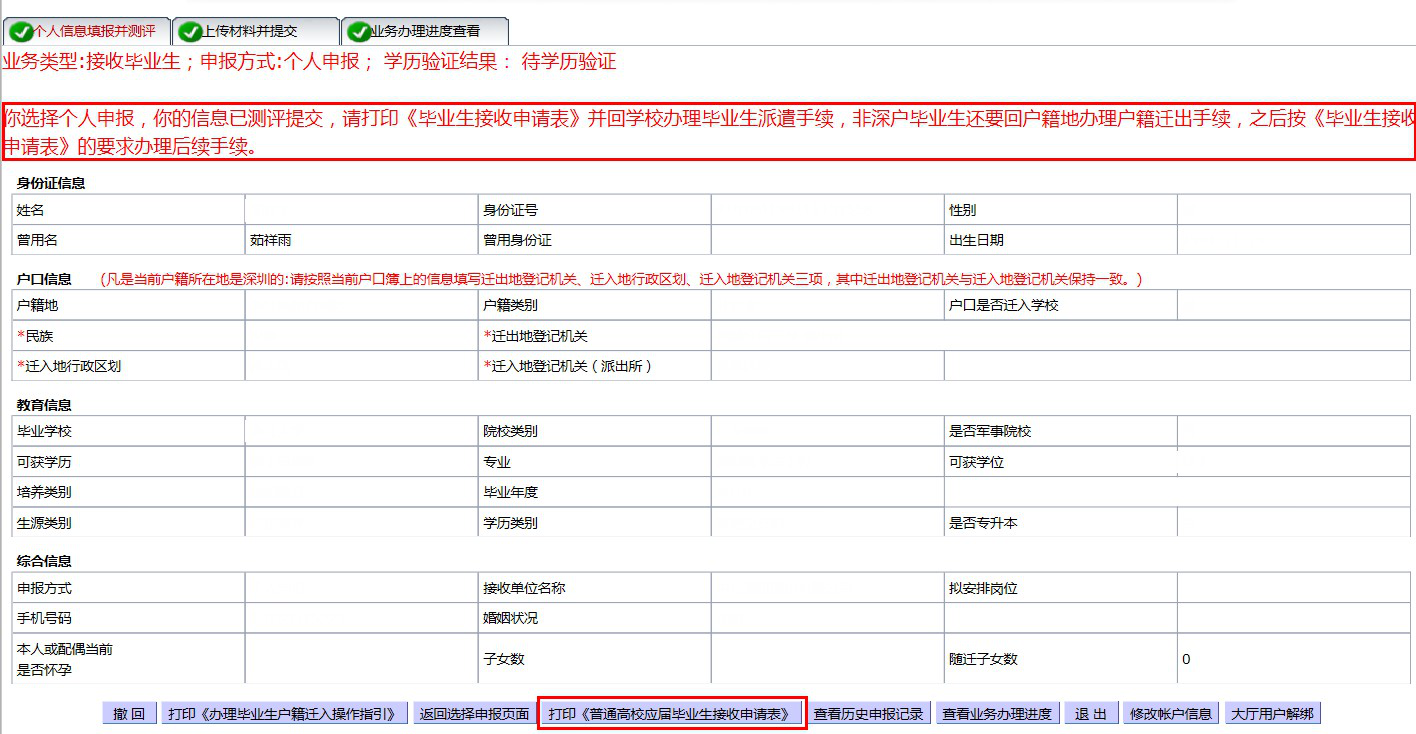 个人信息填报并测评 上传材料并提交 业务办理进度查看
业务类型:接收毕业生；申报方式:个人申报； 学历验证结果： 待学历验证
你选择个人申报，你的信息已测评提交，请打印《毕业生接收申请表》并回学校办理毕业生派遣手续，非深户毕业生还要回户籍地办理户籍迁出手续，之后按《毕业生接收
申请表》的要求办理后续手续。
身份证信息
姓名 身份证号 性别
曾用名 茹祥雨 曾用身份证 出生日期
户口信息 （凡是当前户籍所在地是深圳的:请按照当前户口簿上的信息填写迁出地登记机关、迁入地行政区划、迁入地登记机关三项，其中迁出地登记机关与迁入地登记机关保持一致。）
户籍地 户籍类别 户口是否迁入学校
*民族 *迁出地登记机关
*迁入地行政区划 *迁入地登记机关（派出所）
教育信息
毕业学校 院校类别 是否军事院校
可获学历 专业 可获学位
培养类别 毕业年度
生源类别 学历类别 是否专升本
综合信息
申报方式 接收单位名称 拟安排岗位
手机号码 婚姻状况
本人或配偶当前
是否怀孕 子女数 随迁子女数 0
撤 回 打印《办理毕业生户籍迁入操作指引》 返回选择申报页面 打印《普通高校应届毕业生接收申请表》 查看历史申报记录 查看业务办理进度 退 出 修改帐户信息 大厅用户解绑